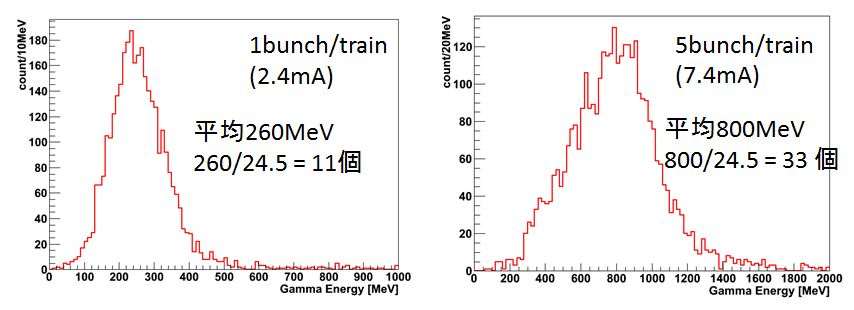 count/10MeV
180
160
140
120
100
80
60
40
20
0
1bunch/train
(2.4mA)
平均260MeV
260/24.5 = 11個
0 100 200 300 400 500 600 700 800 900 1000
Gamma Energy [MeV]
count/20MeV
120
100
80
60
40
20
0
5bunch/train
(7.4mA)
平均800MeV
800/24.5 = 33 個
0 200 400 600 800 1000 1200 1400 1600 1800 2000
Gamma Energy [MeV]